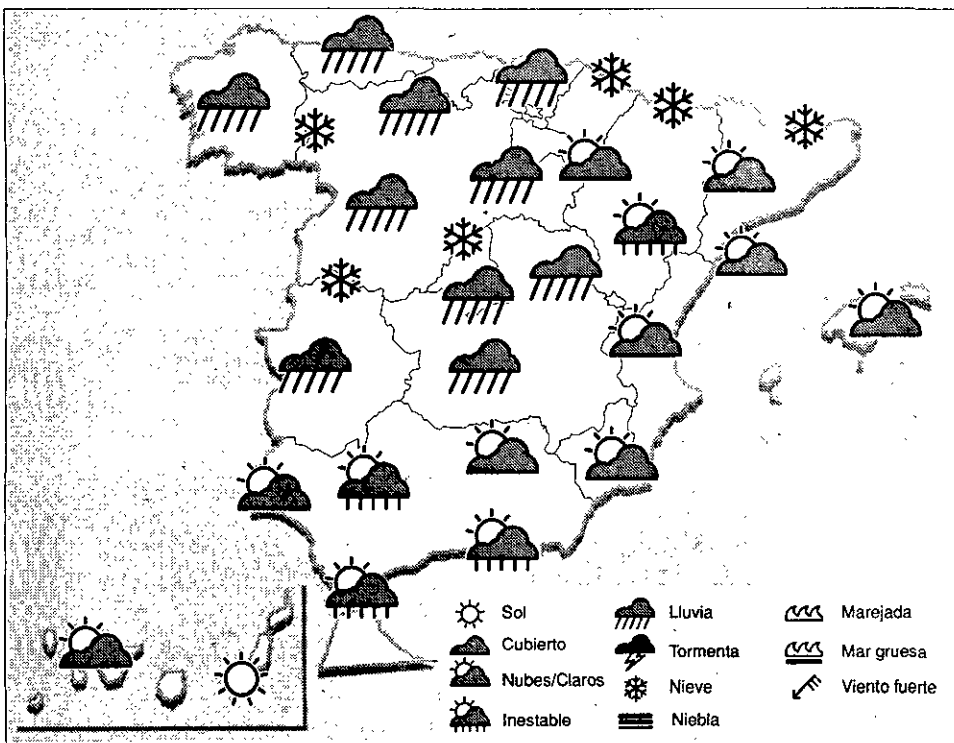 Sol
Cubierto
Nubes/Claros
Inestable
Lluvia
Tormenta
Nieve
Niebla
Marejada
Mar gruesa
Viento fuerte